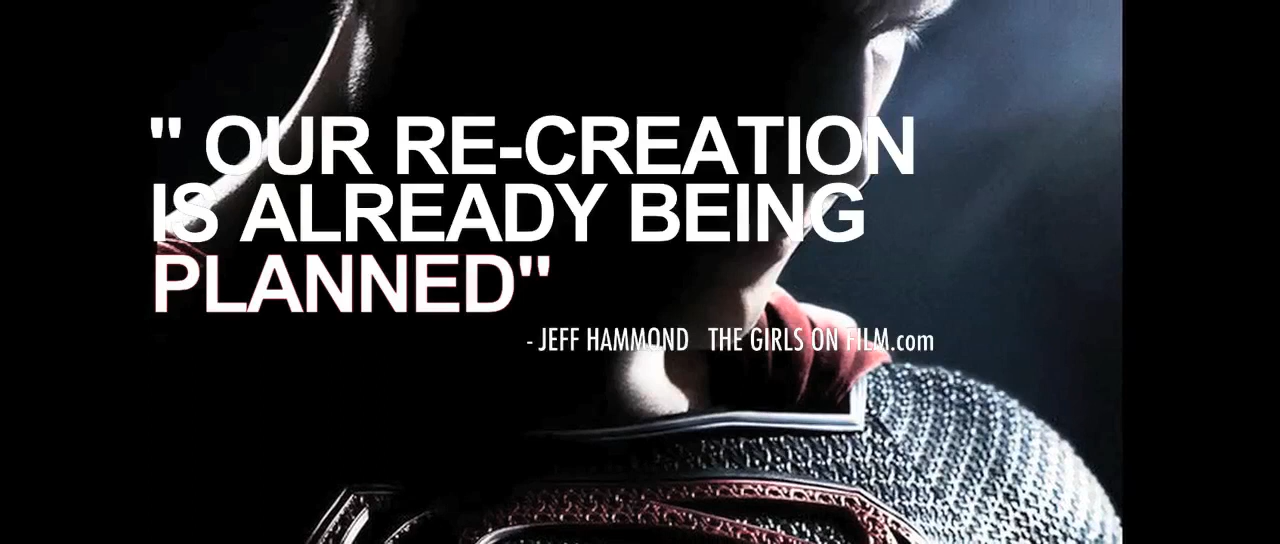 " OUR RE-CREATION
IS ALREADY BEING
PLANNED"
- JEFF HAMMOND THE GIRLS ON FILM.com